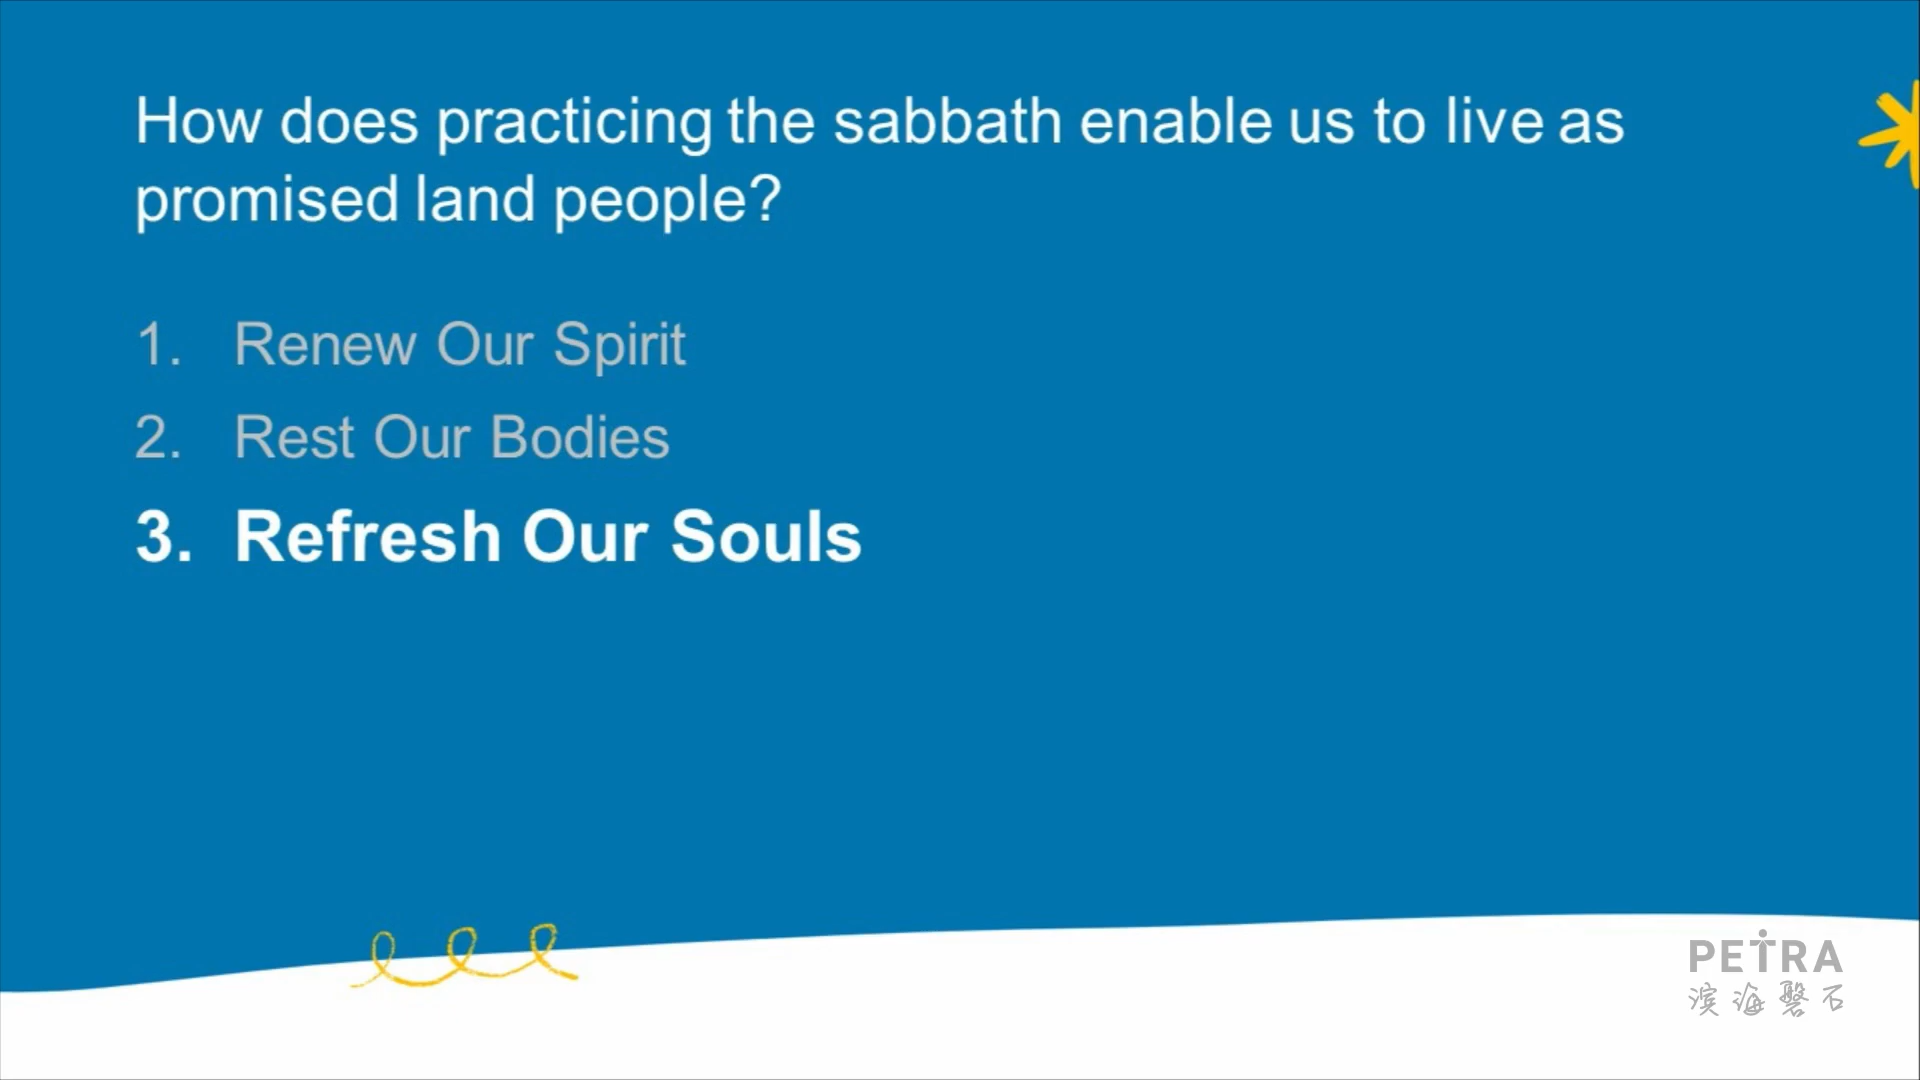 How does practicing the sabbath enable us to live as
promised land people?
1. Renew Our Spirit
2. Rest Our Bodies
3. Refresh Our Souls
PETRA
滨海磐石